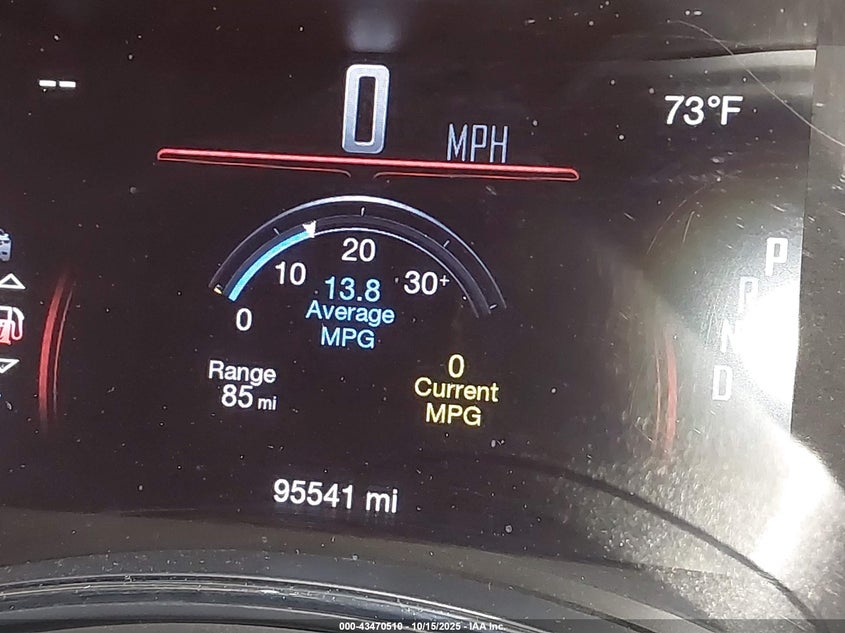 --
0 MPH
73°F
0 10 20 30+
13.8
Average
MPG
Range
85 mi
0
Current
MPG
95541 mi
P
R
N
D
000-43470510 - 10/15/2025 - IAA Inc.